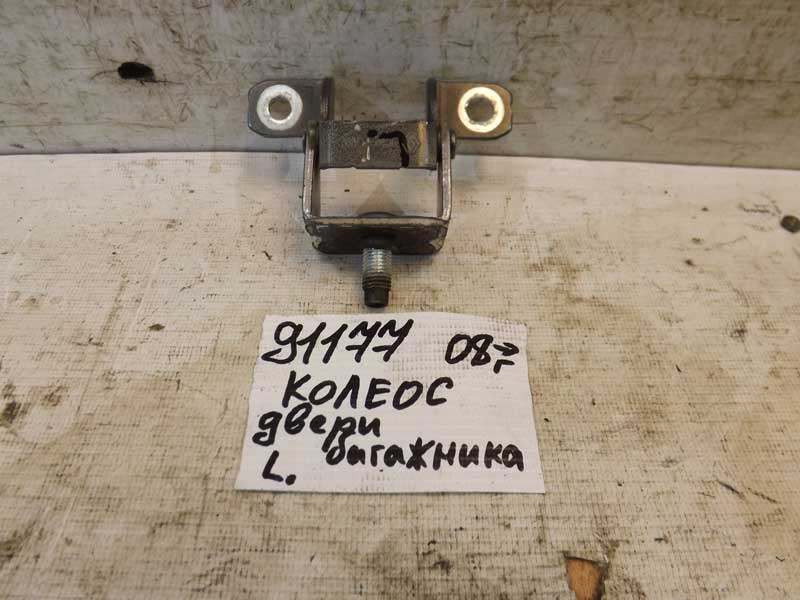 91177 08г→
КОЛЕОС
двери
багажника
L.